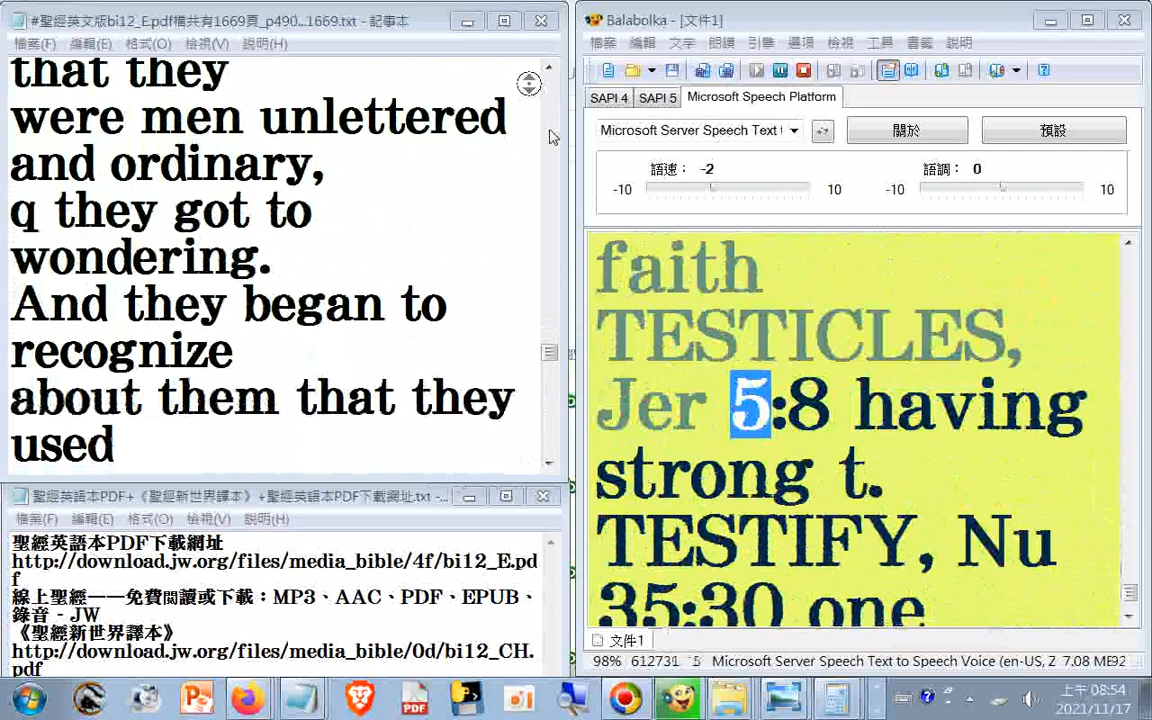 #聖經英文版bi12_E.pdf檔共有1669頁_p490...1669.txt - 記事本
檔案(F) 編輯(E) 格式(O) 檢視(V) 說明(H)
that they
were men unlettered
and ordinary,
q they got to
wondering.
And they began to
recognize
about them that they
used
聖經英語本PDF+《聖經新世界譯本》+聖經英語本PDF下載網址.txt -...
檔案(F) 編輯(E) 格式(O) 檢視(V) 說明(H)
聖經英語本PDF下載網址
http://download.jw.org/files/media_bible/4f/bi12_E.pd
f
線上聖經——免費閱讀或下載：MP3、AAC、PDF、EPUB、
錄音 - JW
《聖經新世界譯本》
http://download.jw.org/files/media_bible/0d/bi12_CH.
pdf
Balabolka - [文件1]
檔案 編輯 文字 朗讀 引擎 選項 檢視 工具 書籤 說明
SAPI 4 SAPI 5 Microsoft Speech Platform
Microsoft Server Speech Text 關於 預設
語速： -2 語調： 0
-10 10 -10 10
faith
TESTICLES,
Jer 5:8 having
strong t.
TESTIFY, Nu
35:30 one
文件1
98% 612731 5 Microsoft Server Speech Text to Speech Voice (en-US, Z 7.08 ME92
PDF
上午 08:54
2021/11/17